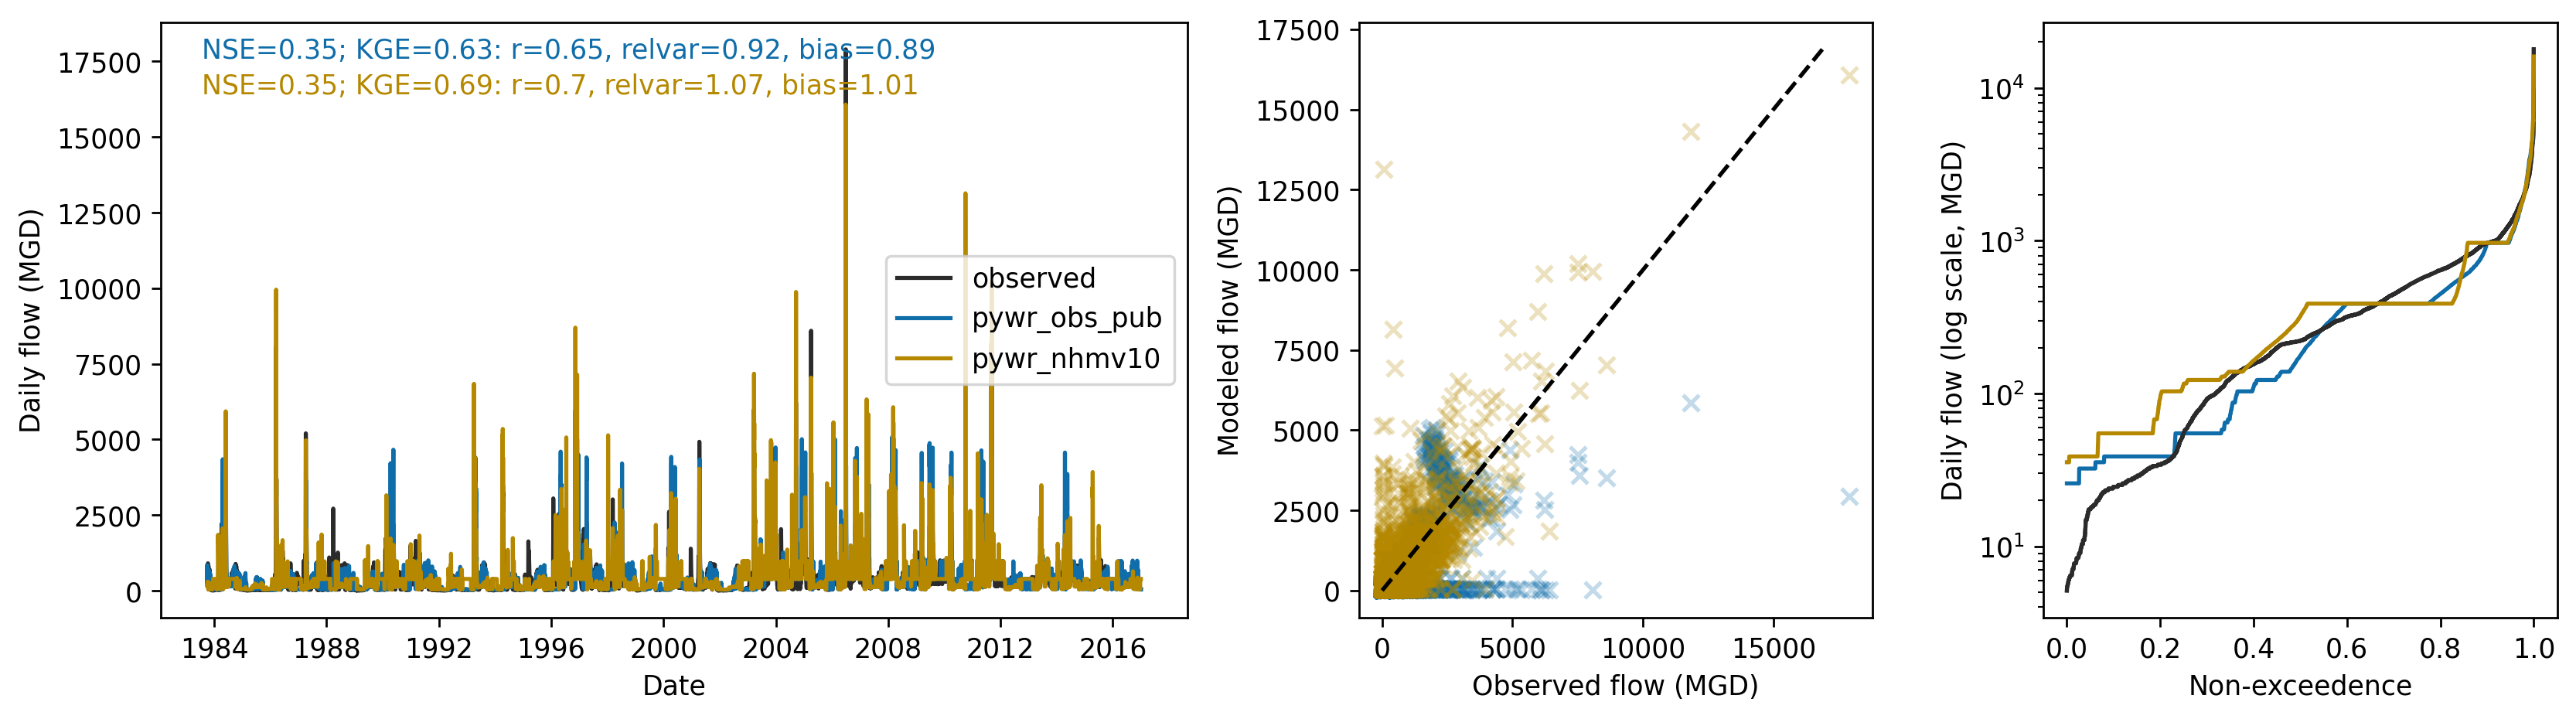 NSE=0.35; KGE=0.63: r=0.65, relvar=0.92, bias=0.89
NSE=0.35; KGE=0.69: r=0.7, relvar=1.07, bias=1.01
17500
15000
12500
10000
7500
5000
2500
0
Daily flow (MGD)
observed
pywr_obs_pub
pywr_nhmv10
1984 1988 1992 1996 2000 2004 2008 2012 2016
Date
17500
15000
12500
10000
7500
5000
2500
0
Modeled flow (MGD)
0 5000 10000 15000
Observed flow (MGD)
10⁴
10³
10²
10¹
Daily flow (log scale, MGD)
0.0 0.2 0.4 0.6 0.8 1.0
Non-exceedence